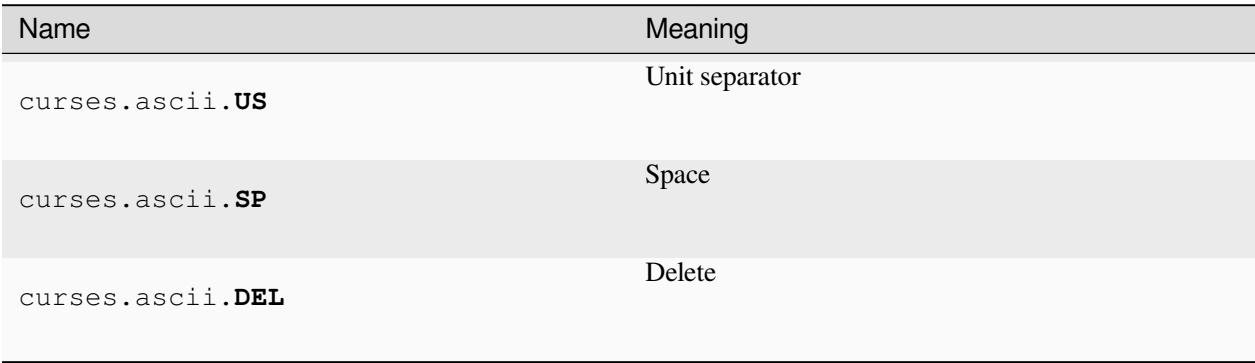 Name Meaning
curses.ascii.US Unit separator
curses.ascii.SP Space
curses.ascii.DEL Delete